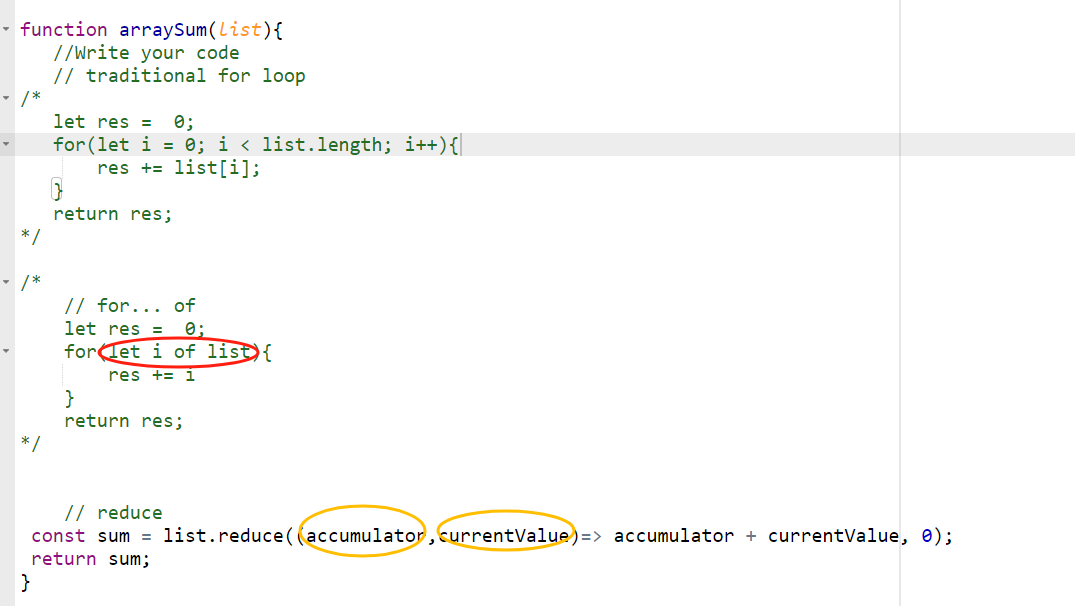 function arraySum(list){
//Write your code
// traditional for loop
/*
let res =  0;
for(let i = 0; i < list.length; i++){
res += list[i];
}
return res;
*/
/*
// for... of
let res =  0;
for(let i of list){
res += i
}
return res;
*/
// reduce
const sum = list.reduce((accumulator,currentValue)=> accumulator + currentValue, 0);
return sum;
}